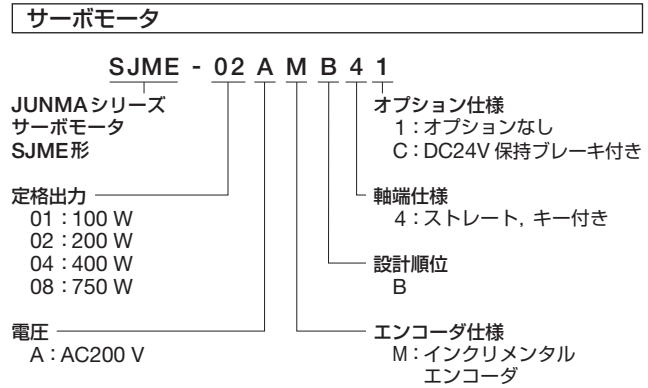 サーボモータ
SJME - 02 A M B 4 1
JUNMAシリーズ
サーボモータ
SJME形
定格出力
01：100 W
02：200 W
04：400 W
08：750 W
電圧
A：AC200 V
オプション仕様
1：オプションなし
C：DC24V 保持ブレーキ付き
軸端仕様
4：ストレート, キー付き
設計順位
B
エンコーダ仕様
M：インクリメンタル
エンコーダ